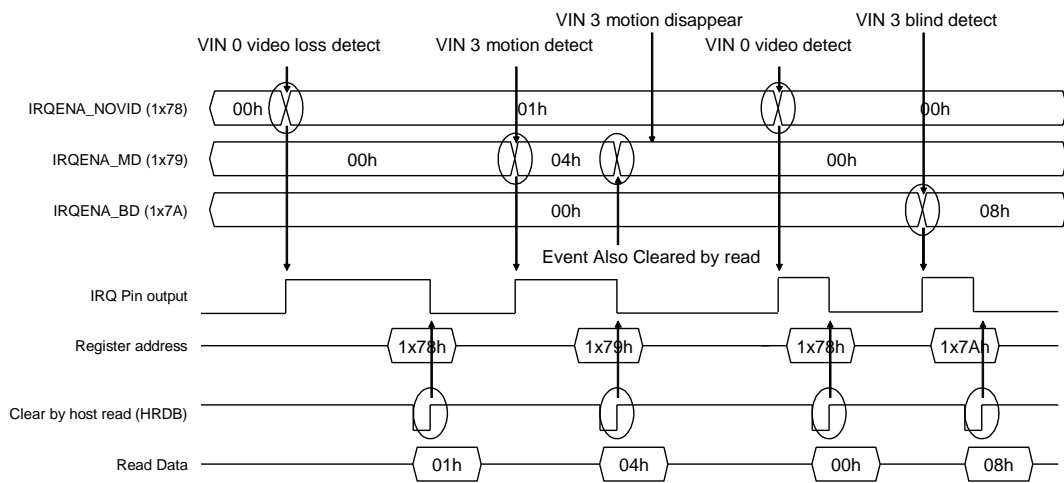 VIN 3 motion disappear
VIN 3 blind detect
VIN 0 video loss detect
VIN 3 motion detect
VIN 0 video detect
IRQENA_NOVID (1x78)
00h
01h
00h
IRQENA_MD (1x79)
00h
04h
00h
IRQENA_BD (1x7A)
00h
08h
Event Also Cleared by read
IRQ Pin output
Register address
1x78h
1x79h
1x78h
1x7Ah
Clear by host read (HRDB)
Read Data
01h
04h
00h
08h